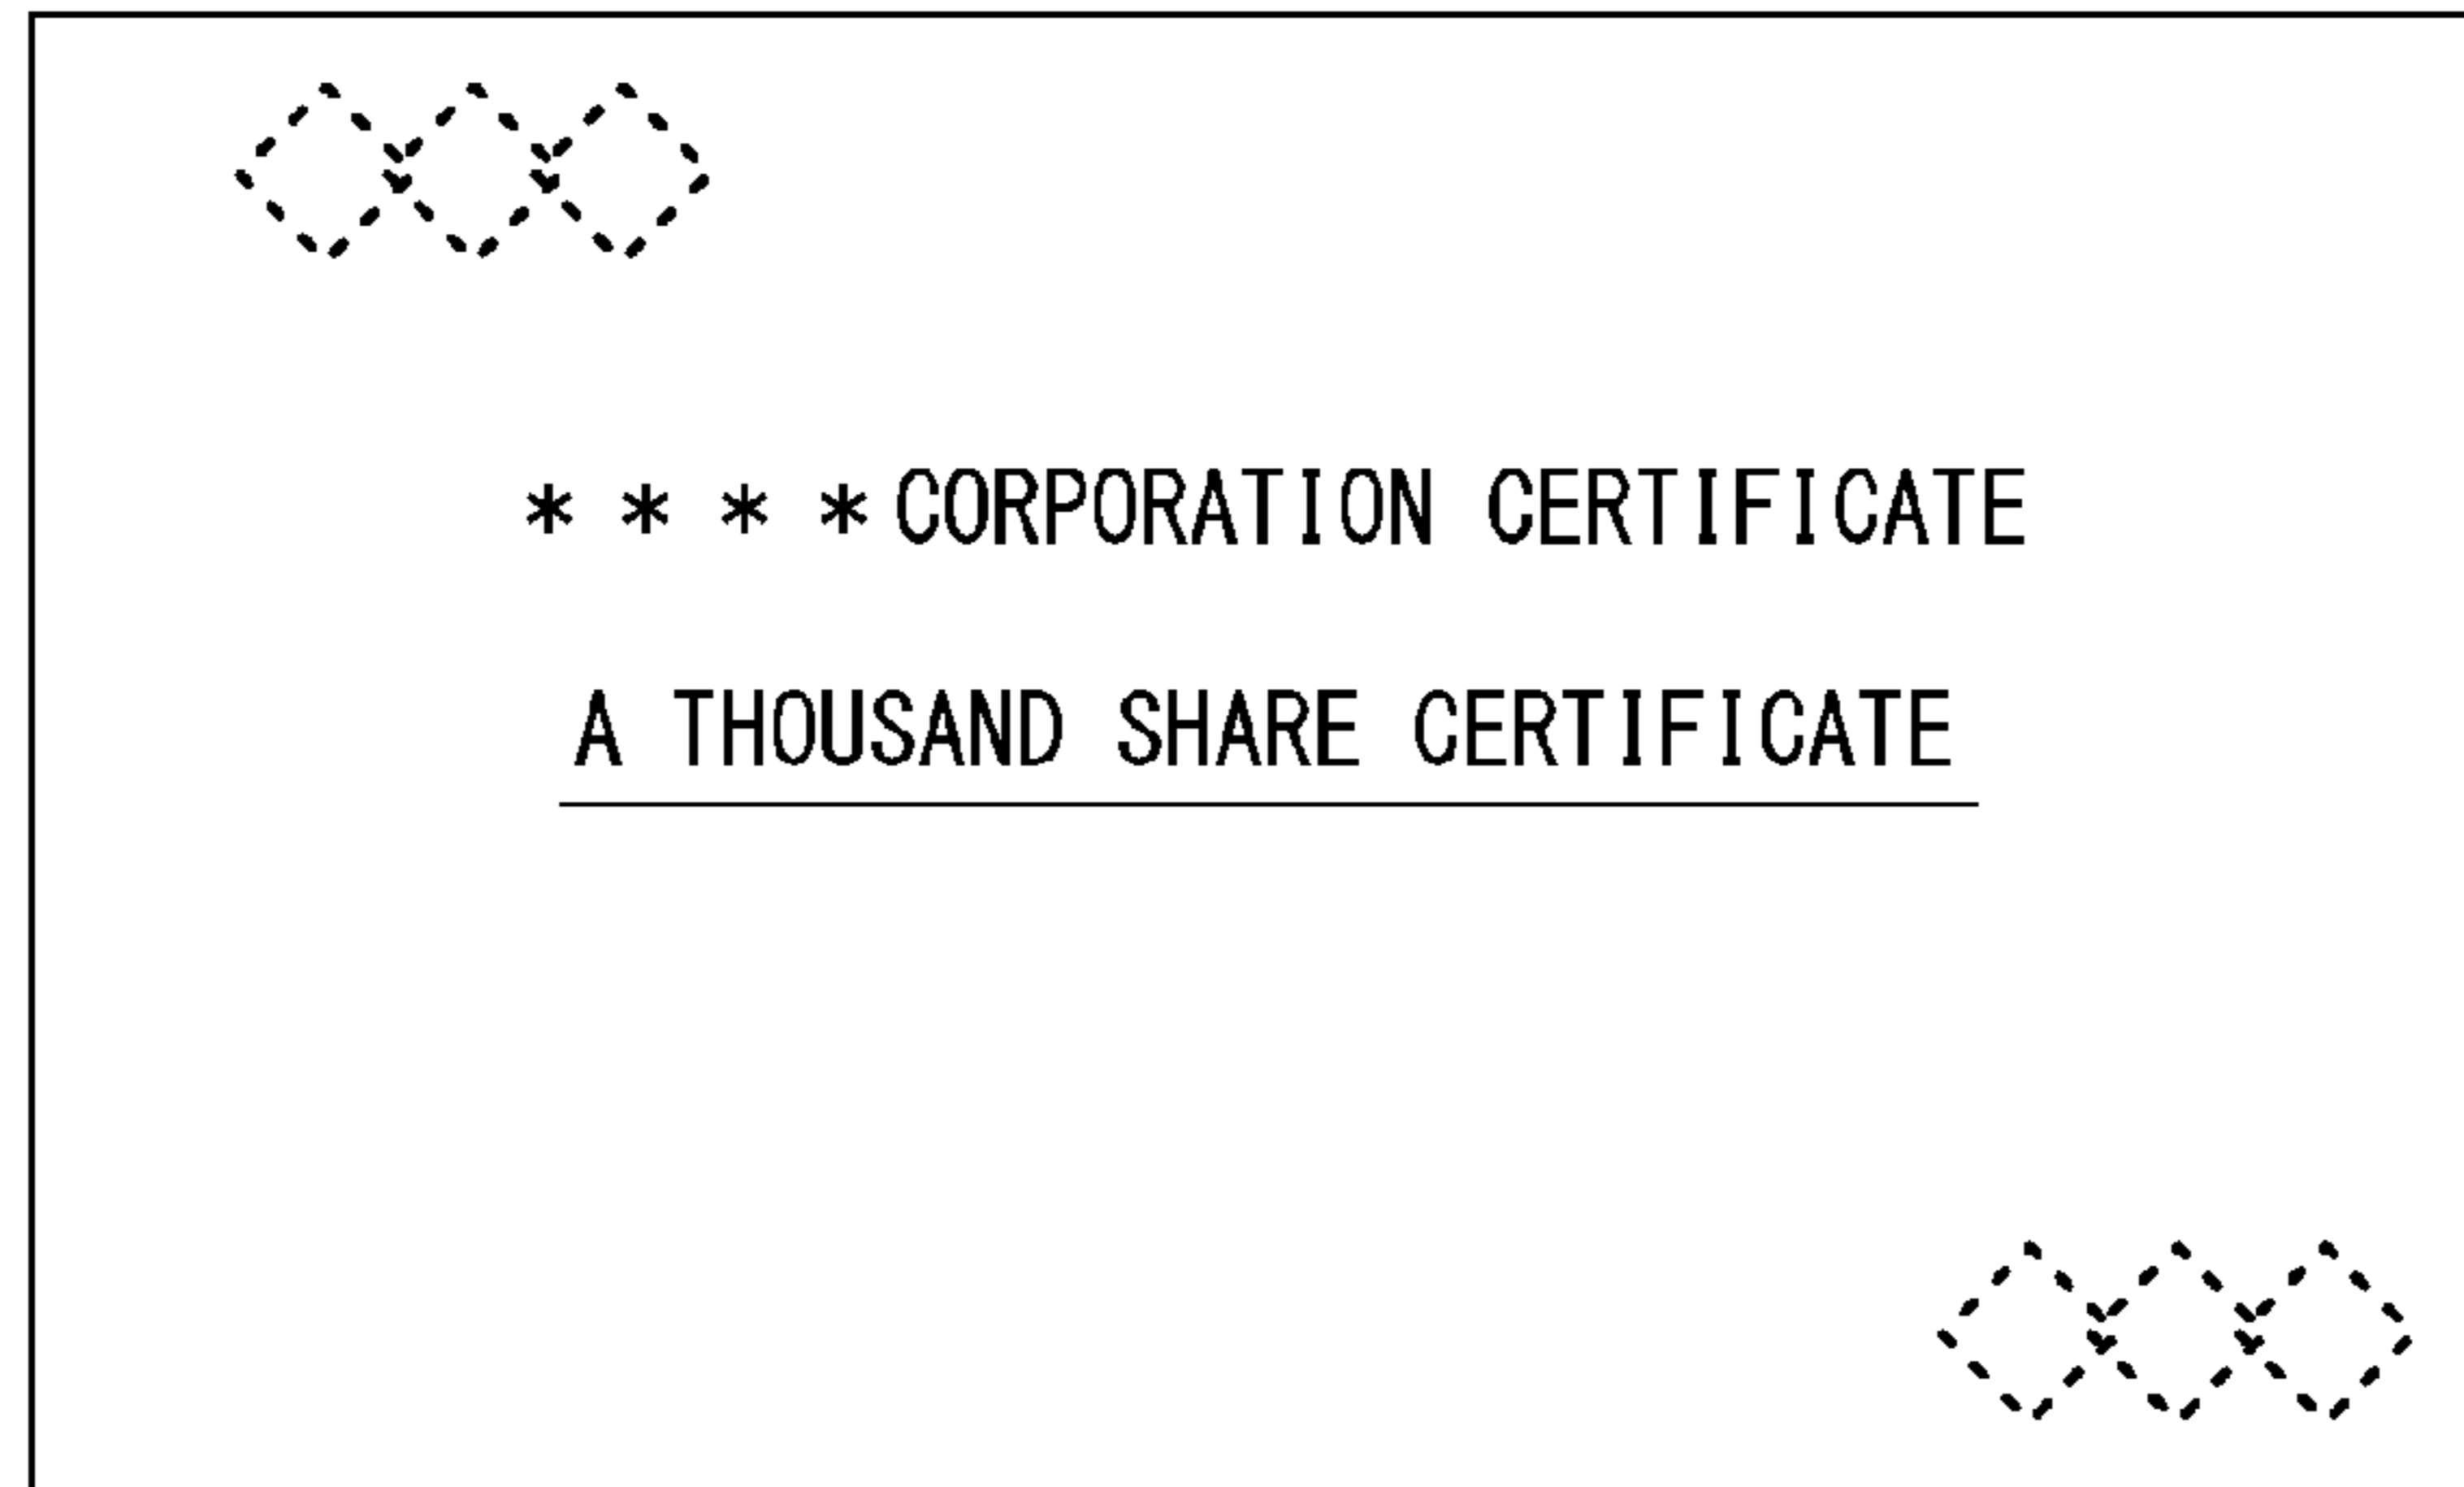 * * * * CORPORATION CERTIFICATE
A THOUSAND SHARE CERTIFICATE